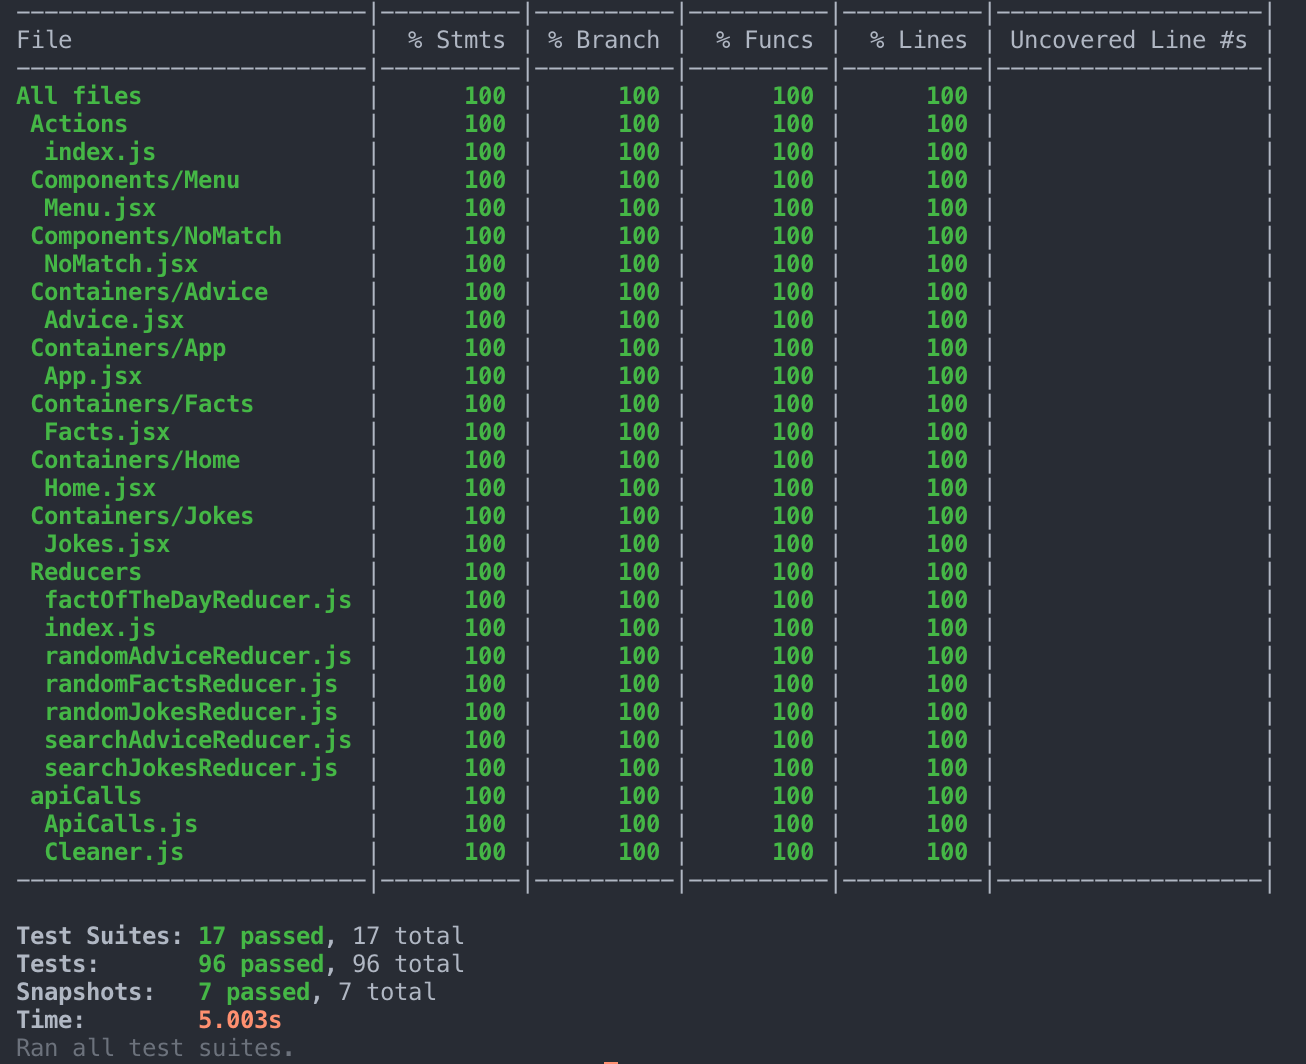 File | % Stmts | % Branch | % Funcs | % Lines | Uncovered Line #s |
All files | 100 | 100 | 100 | 100 | |
Actions | 100 | 100 | 100 | 100 | |
index.js | 100 | 100 | 100 | 100 | |
Components/Menu | 100 | 100 | 100 | 100 | |
Menu.jsx | 100 | 100 | 100 | 100 | |
Components/NoMatch | 100 | 100 | 100 | 100 | |
NoMatch.jsx | 100 | 100 | 100 | 100 | |
Containers/Advice | 100 | 100 | 100 | 100 | |
Advice.jsx | 100 | 100 | 100 | 100 | |
Containers/App | 100 | 100 | 100 | 100 | |
App.jsx | 100 | 100 | 100 | 100 | |
Containers/Facts | 100 | 100 | 100 | 100 | |
Facts.jsx | 100 | 100 | 100 | 100 | |
Containers/Home | 100 | 100 | 100 | 100 | |
Home.jsx | 100 | 100 | 100 | 100 | |
Containers/Jokes | 100 | 100 | 100 | 100 | |
Jokes.jsx | 100 | 100 | 100 | 100 | |
Reducers | 100 | 100 | 100 | 100 | |
factOfTheDayReducer.js | 100 | 100 | 100 | 100 | |
index.js | 100 | 100 | 100 | 100 | |
randomAdviceReducer.js | 100 | 100 | 100 | 100 | |
randomFactsReducer.js | 100 | 100 | 100 | 100 | |
randomJokesReducer.js | 100 | 100 | 100 | 100 | |
searchAdviceReducer.js | 100 | 100 | 100 | 100 | |
searchJokesReducer.js | 100 | 100 | 100 | 100 | |
apiCalls | 100 | 100 | 100 | 100 | |
ApiCalls.js | 100 | 100 | 100 | 100 | |
Cleaner.js | 100 | 100 | 100 | 100 | |
Test Suites: 17 passed, 17 total
Tests: 96 passed, 96 total
Snapshots: 7 passed, 7 total
Time: 5.003s
Ran all test suites.